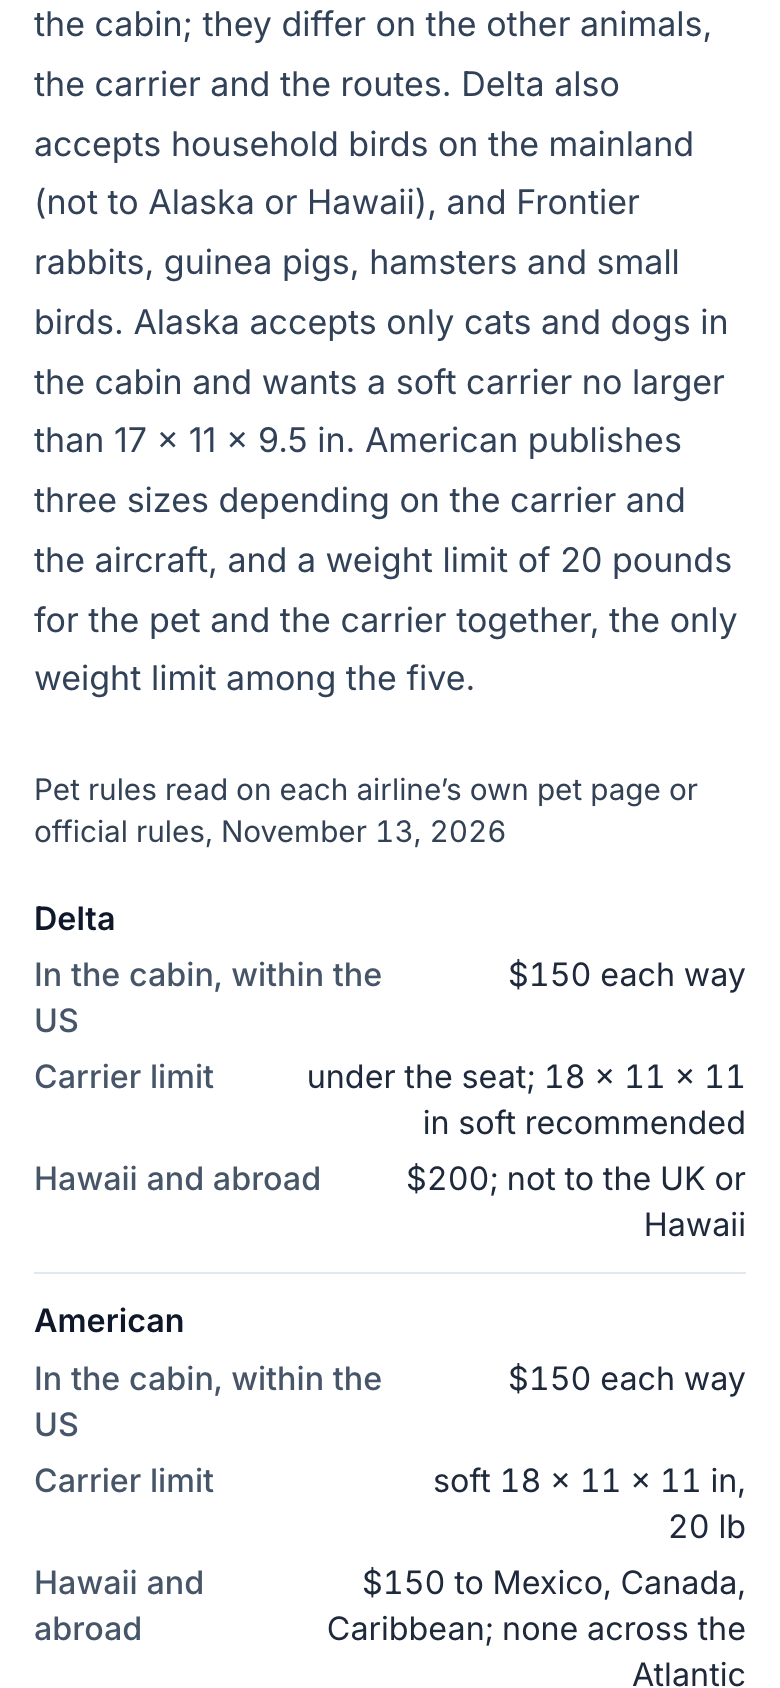 the cabin; they differ on the other animals,
the carrier and the routes. Delta also
accepts household birds on the mainland
(not to Alaska or Hawaii), and Frontier
rabbits, guinea pigs, hamsters and small
birds. Alaska accepts only cats and dogs in
the cabin and wants a soft carrier no larger
than 17 × 11 × 9.5 in. American publishes
three sizes depending on the carrier and
the aircraft, and a weight limit of 20 pounds
for the pet and the carrier together, the only
weight limit among the five.
Pet rules read on each airline’s own pet page or
official rules, November 13, 2026
Delta
In the cabin, within the US $150 each way
Carrier limit under the seat; 18 × 11 × 11
in soft recommended
Hawaii and abroad $200; not to the UK or
Hawaii
American
In the cabin, within the US $150 each way
Carrier limit soft 18 × 11 × 11 in,
20 lb
Hawaii and abroad $150 to Mexico, Canada,
Caribbean; none across the
Atlantic